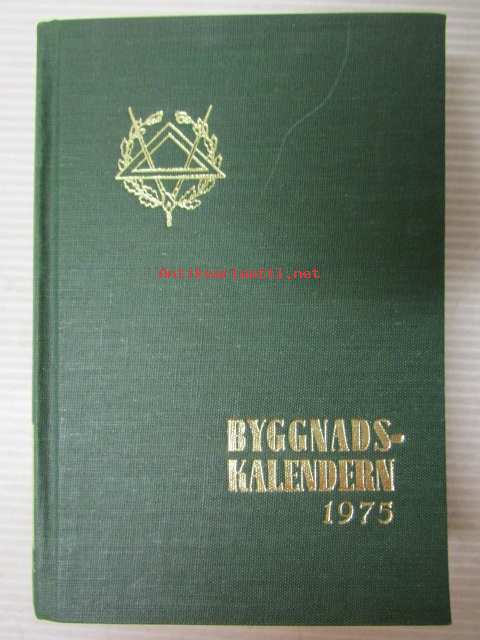 Antikvariaatti.net
BYGGNADS-
KALENDERN
1975